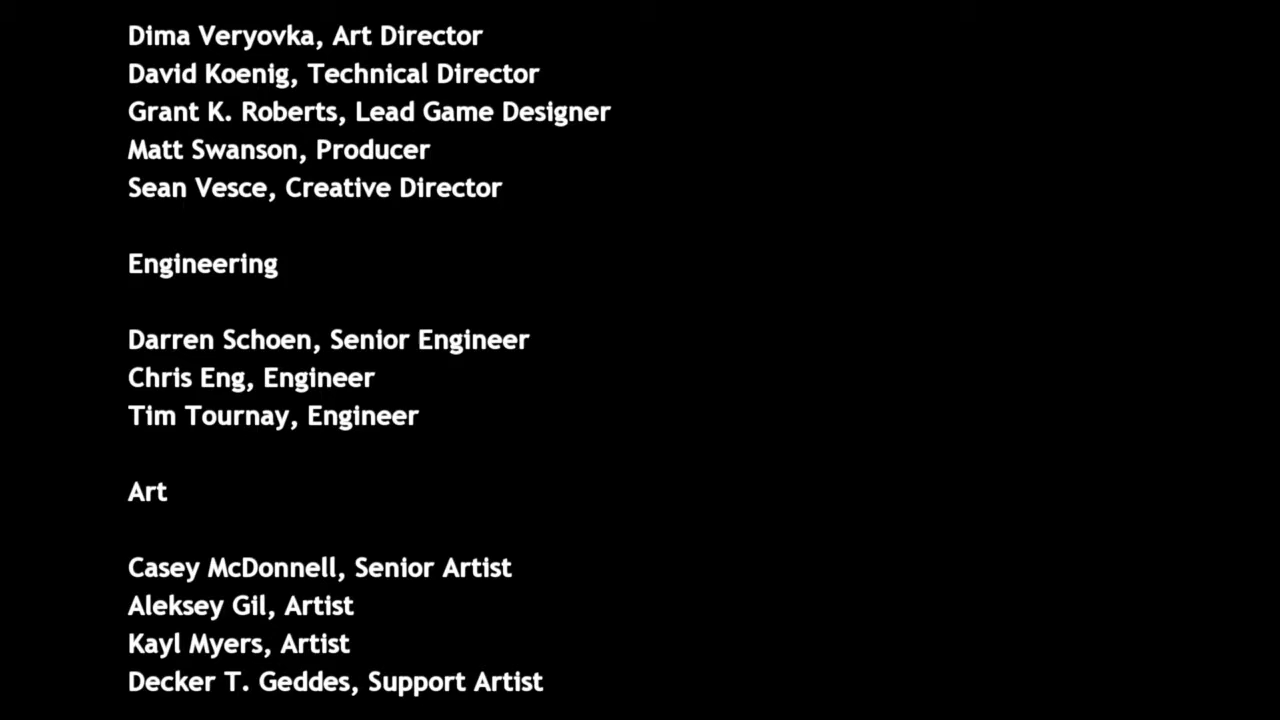 Dima Veryovka, Art Director
David Koenig, Technical Director
Grant K. Roberts, Lead Game Designer
Matt Swanson, Producer
Sean Vesce, Creative Director
Engineering
Darren Schoen, Senior Engineer
Chris Eng, Engineer
Tim Tournay, Engineer
Art
Casey McDonnell, Senior Artist
Aleksey Gil, Artist
Kayl Myers, Artist
Decker T. Geddes, Support Artist